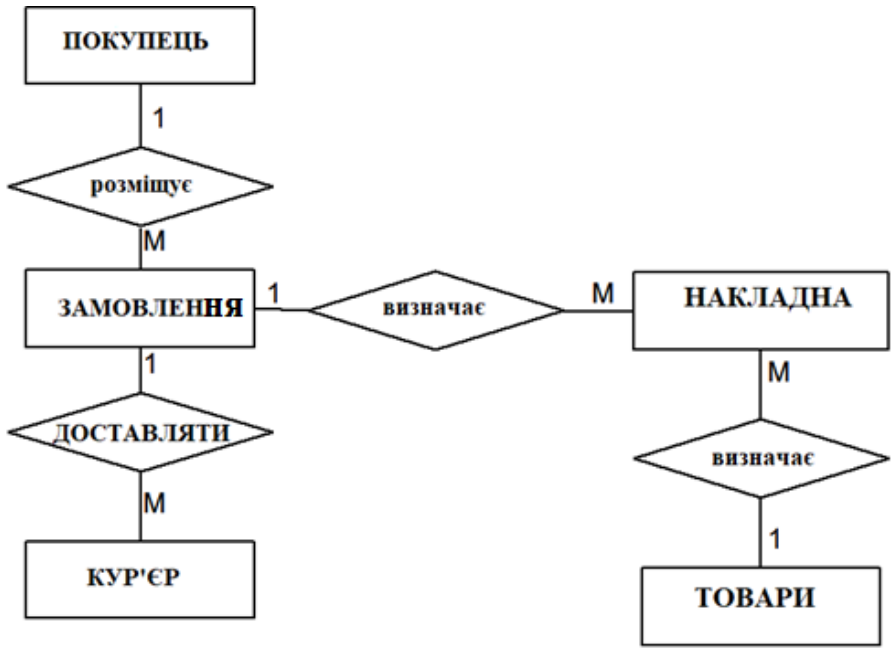 ПОКУПЕЦЬ
1
розміщує
М
ЗАМОВЛЕННЯ
1
визначає
М
НАКЛАДНА
1
ДОСТАВЛЯТИ
М
КУР'ЄР
М
визначає
1
ТОВАРИ